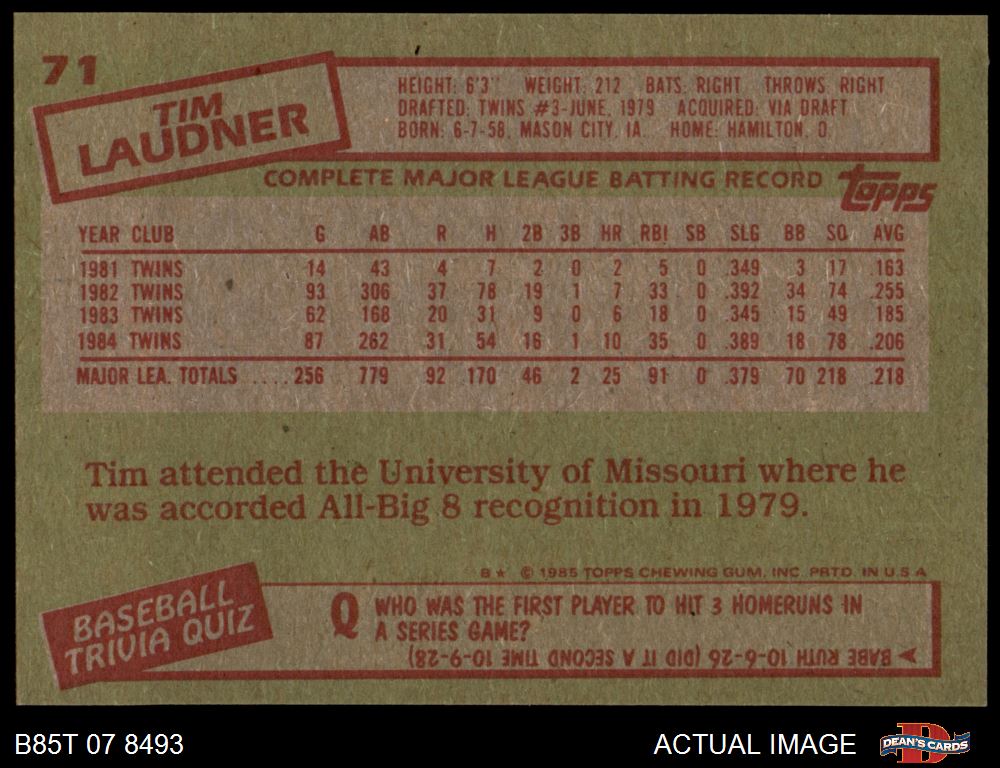 71
TIM
LAUDNER
HEIGHT: 6'3" WEIGHT: 212 BATS: RIGHT THROWS: RIGHT
DRAFTED: TWINS #3-JUNE, 1979 ACQUIRED: VIA DRAFT
BORN: 6-7-58, MASON CITY, IA. HOME: HAMILTON, O.
COMPLETE MAJOR LEAGUE BATTING RECORD topps
YEAR CLUB G AB R H 2B 3B HR RBI SB SLG BB SO AVG
1981 TWINS 14 43 4 7 2 0 2 5 0 .349 3 17 .163
1982 TWINS 93 306 37 78 19 1 7 33 0 .392 34 74 .255
1983 TWINS 62 168 20 31 9 0 6 18 0 .345 15 49 .185
1984 TWINS 87 262 31 54 16 1 10 35 0 .389 18 78 .206
MAJOR LEA. TOTALS ....256 779 92 170 46 2 25 91 0 .379 70 218 .218
Tim attended the University of Missouri where he
was accorded All-Big 8 recognition in 1979.
B★ © 1985 TOPPS CHEWING GUM, INC. PRTD. IN U S A
BASEBALL
TRIVIA QUIZ
Q WHO WAS THE FIRST PLAYER TO HIT 3 HOMERUNS IN
A SERIES GAME?
➤ BABE RUTH 10-6-26 (DID IT A SECOND TIME 10-9-28)
B85T 07 8493
ACTUAL IMAGE
DEAN'S CARDS